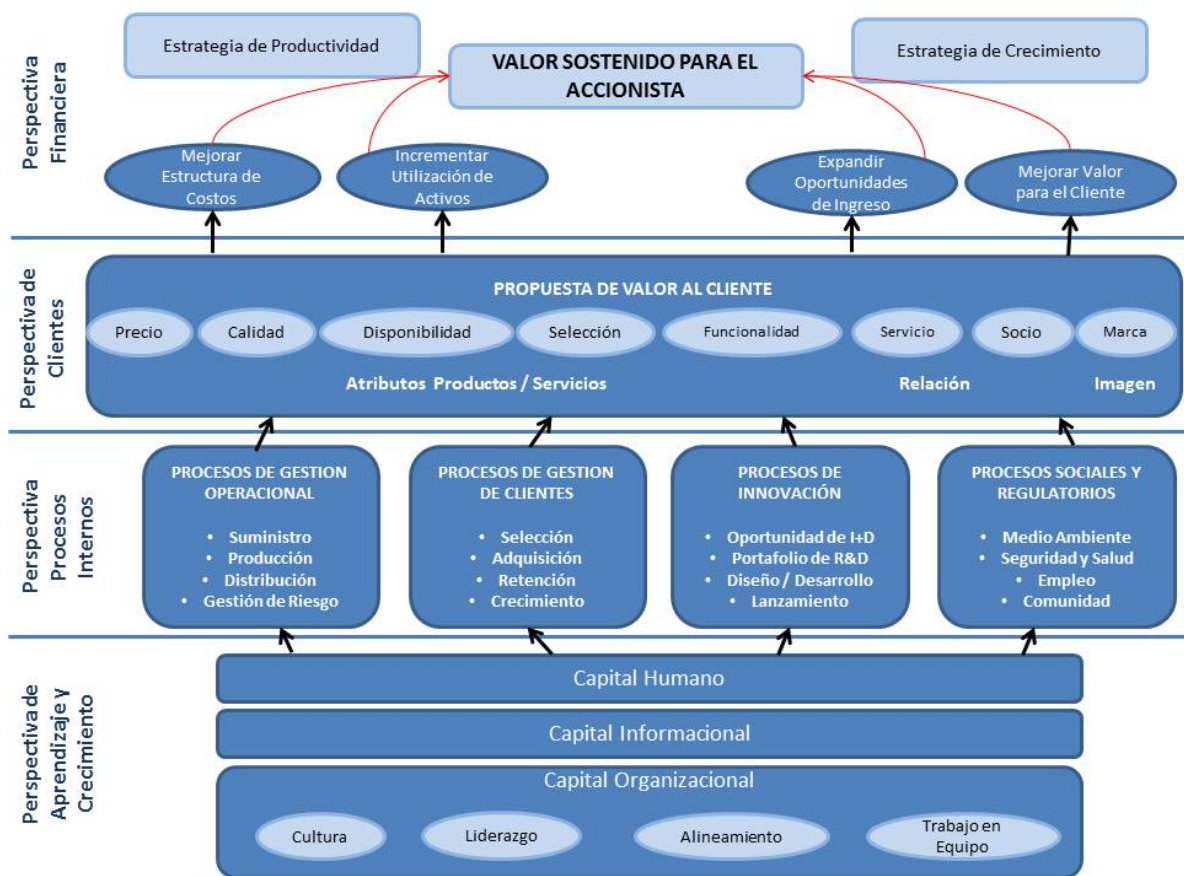 Perspectiva
Financiera
Estrategia de Productividad
VALOR SOSTENIDO PARA EL
ACCIONISTA
Estrategia de Crecimiento
Mejorar
Estructura de
Costos
Incrementar
Utilización de
Activos
Expandir
Oportunidades
de Ingreso
Mejorar Valor
para el Cliente
Perspectiva de
Clientes
PROPUESTA DE VALOR AL CLIENTE
Precio
Calidad
Disponibilidad
Selección
Funcionalidad
Servicio
Socio
Marca
Atributos Productos / Servicios
Relación
Imagen
Perspectiva
Procesos
Internos
PROCESOS DE GESTION
OPERACIONAL
• Suministro
• Producción
• Distribución
• Gestión de Riesgo
PROCESOS DE GESTION
DE CLIENTES
• Selección
• Adquisición
• Retención
• Crecimiento
PROCESOS DE
INNOVACIÓN
• Oportunidad de I+D
• Portafolio de R&D
• Diseño / Desarrollo
• Lanzamiento
PROCESOS SOCIALES Y
REGULATORIOS
• Medio Ambiente
• Seguridad y Salud
• Empleo
• Comunidad
Perspectiva de
Aprendizaje y
Crecimiento
Capital Humano
Capital Informacional
Capital Organizacional
Cultura
Liderazgo
Alineamiento
Trabajo en
Equipo